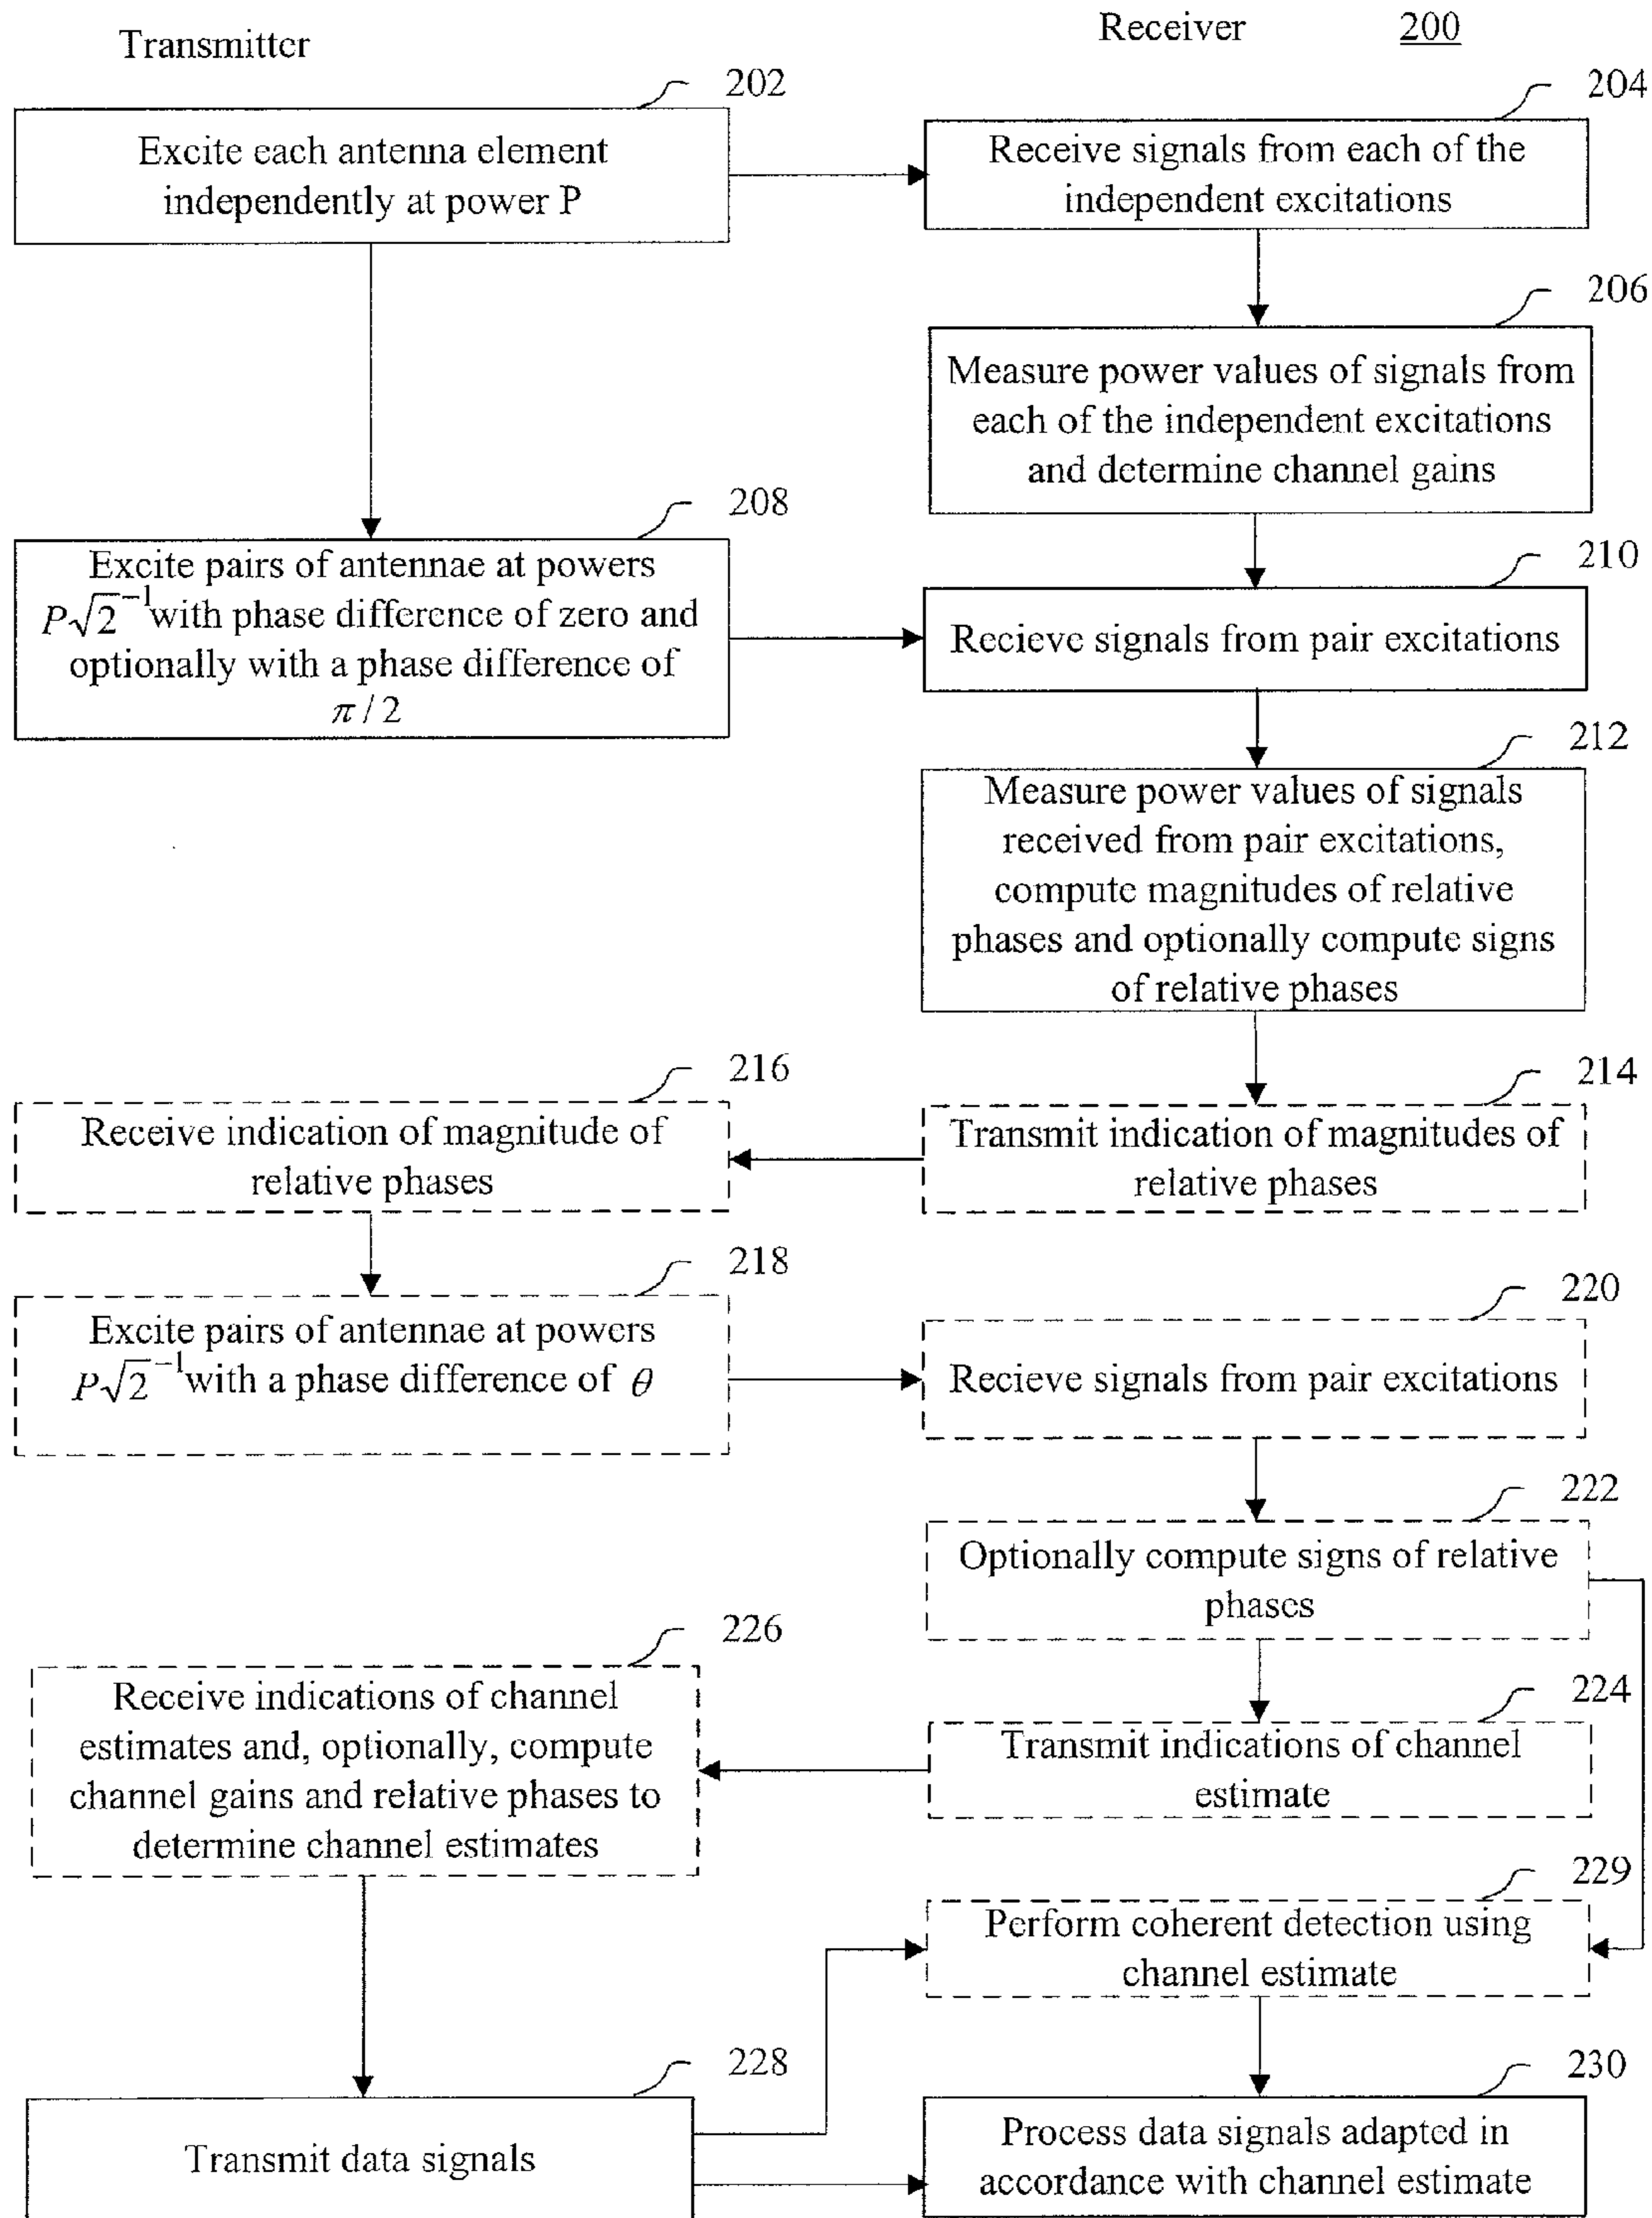 Transmitter
Receiver
200
202
Excite each antenna element
independently at power P
204
Receive signals from each of the
independent excitations
206
Measure power values of signals from
each of the independent excitations
and determine channel gains
208
Excite pairs of antennae at powers
P√2⁻¹ with phase difference of zero and
optionally with a phase difference of
π / 2
210
Recieve signals from pair excitations
212
Measure power values of signals
received from pair excitations,
compute magnitudes of relative
phases and optionally compute signs
of relative phases
214
Transmit indication of magnitudes of
relative phases
216
Receive indication of magnitude of
relative phases
218
Excite pairs of antennae at powers
P√2⁻¹ with a phase difference of θ
220
Recieve signals from pair excitations
222
Optionally compute signs of relative
phases
224
Transmit indications of channel
estimate
226
Receive indications of channel
estimates and, optionally, compute
channel gains and relative phases to
determine channel estimates
229
Perform coherent detection using
channel estimate
228
Transmit data signals
230
Process data signals adapted in
accordance with channel estimate